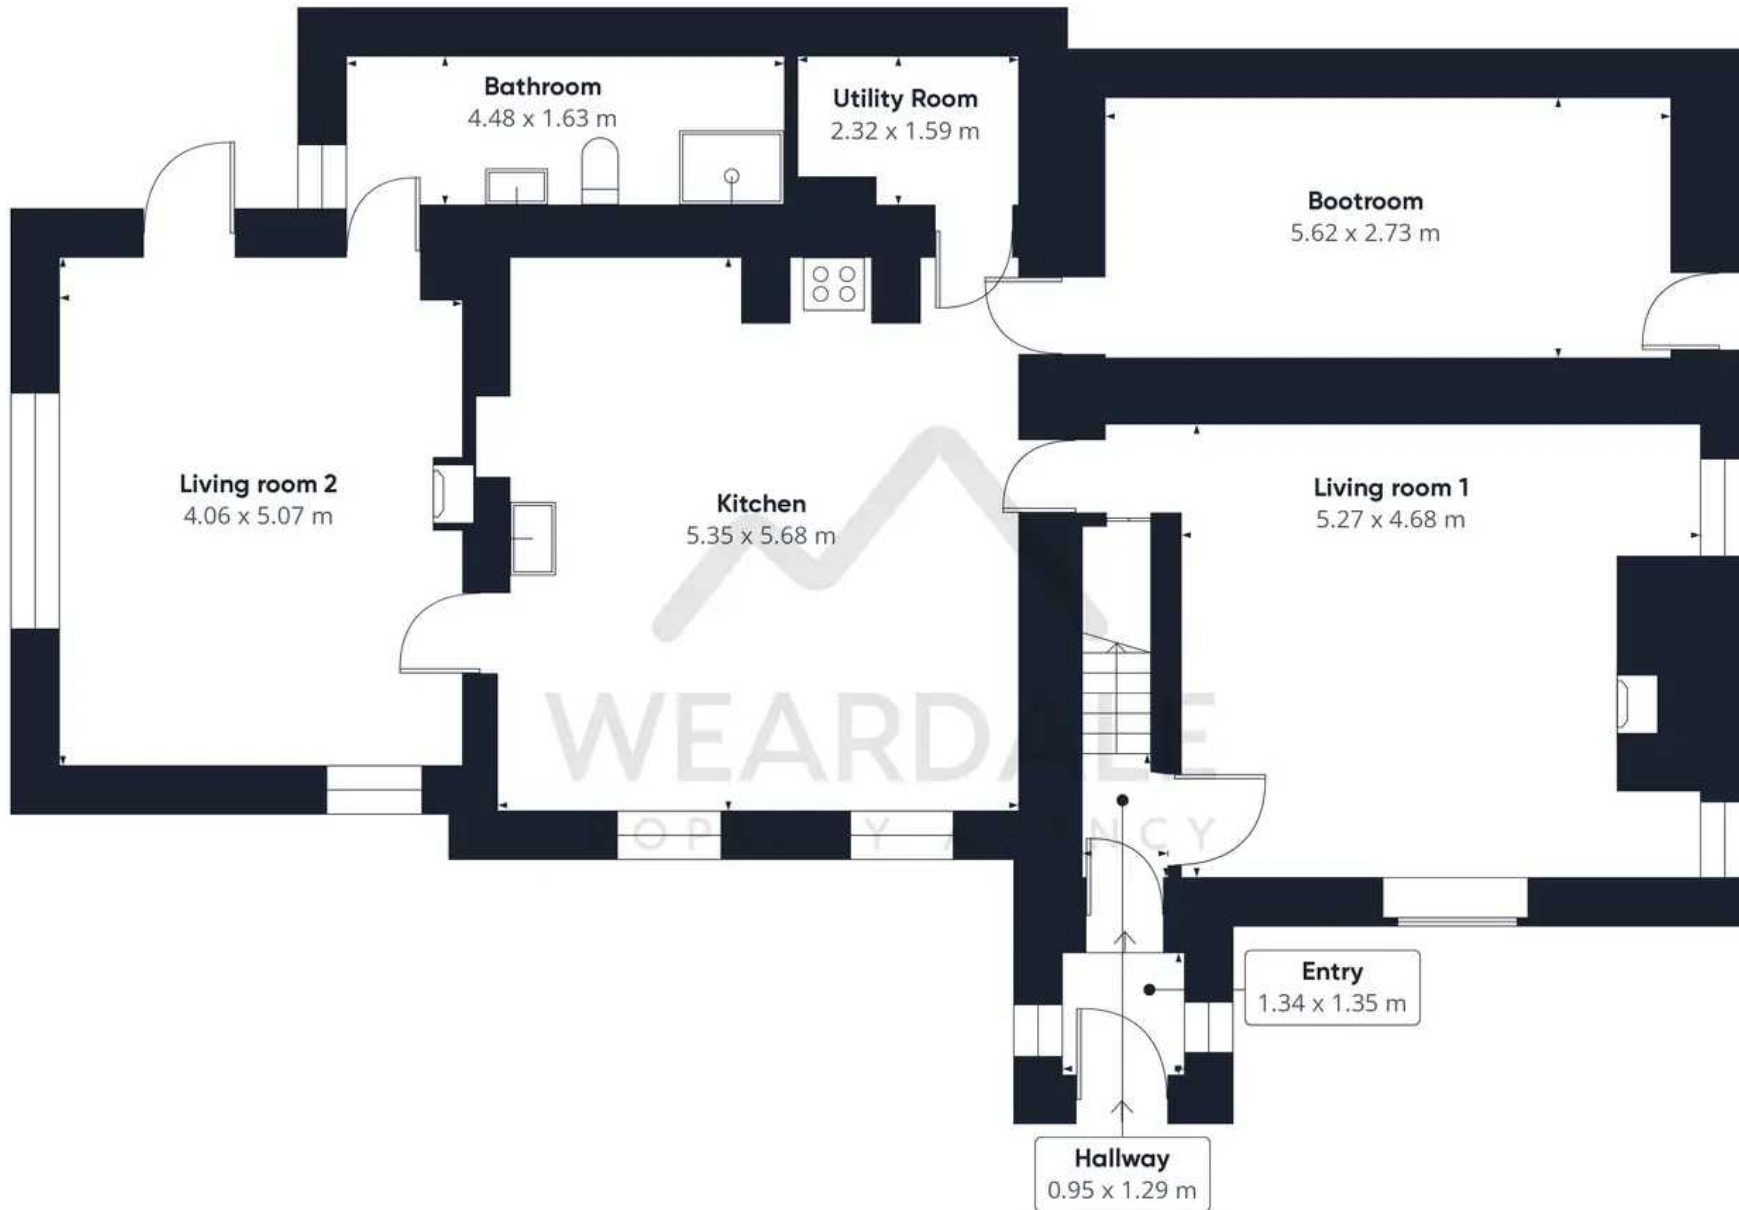 Bathroom
4.48 x 1.63 m
Utility Room
2.32 x 1.59 m
Bootroom
5.62 x 2.73 m
Living room 2
4.06 x 5.07 m
Kitchen
5.35 x 5.68 m
Living room 1
5.27 x 4.68 m
WEARDALE
Entry
1.34 x 1.35 m
Hallway
0.95 x 1.29 m